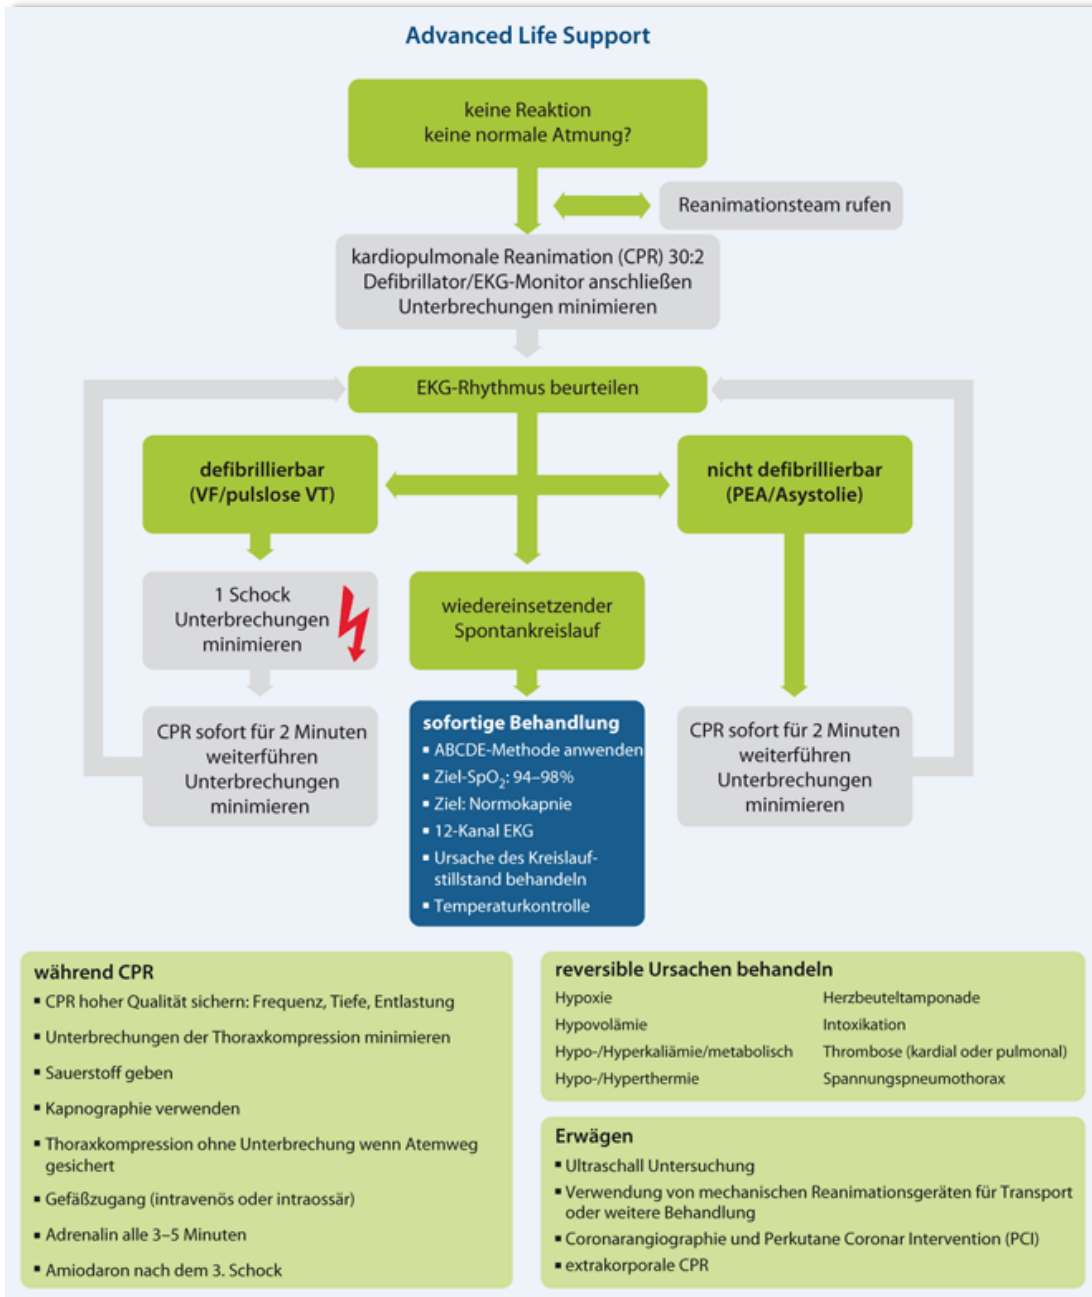 Advanced Life Support
keine Reaktion
keine normale Atmung?
Reanimationsteam rufen
kardiopulmonale Reanimation (CPR) 30:2
Defibrillator/EKG-Monitor anschließen
Unterbrechungen minimieren
EKG-Rhythmus beurteilen
defibrillierbar
(VF/pulslose VT)
nicht defibrillierbar
(PEA/Asystolie)
1 Schock
Unterbrechungen
minimieren
wiedereinsetzender
Spontankreislauf
CPR sofort für 2 Minuten
weiterführen
Unterbrechungen
minimieren
sofortige Behandlung
▪ ABCDE-Methode anwenden
▪ Ziel-SpO₂: 94–98%
▪ Ziel: Normokapnie
▪ 12-Kanal EKG
▪ Ursache des Kreislauf-
stillstand behandeln
▪ Temperaturkontrolle
CPR sofort für 2 Minuten
weiterführen
Unterbrechungen
minimieren
während CPR
▪ CPR hoher Qualität sichern: Frequenz, Tiefe, Entlastung
▪ Unterbrechungen der Thoraxkompression minimieren
▪ Sauerstoff geben
▪ Kapnographie verwenden
▪ Thoraxkompression ohne Unterbrechung wenn Atemweg
gesichert
▪ Gefäßzugang (intravenös oder intraossär)
▪ Adrenalin alle 3–5 Minuten
▪ Amiodaron nach dem 3. Schock
reversible Ursachen behandeln
Hypoxie
Hypovolämie
Hypo-/Hyperkaliämie/metabolisch
Hypo-/Hyperthermie
Herzbeuteltamponade
Intoxikation
Thrombose (kardial oder pulmonal)
Spannungspneumothorax
Erwägen
▪ Ultraschall Untersuchung
▪ Verwendung von mechanischen Reanimationsgeräten für Transport
oder weitere Behandlung
▪ Coronarangiographie und Perkutane Coronar Intervention (PCI)
▪ extrakorporale CPR